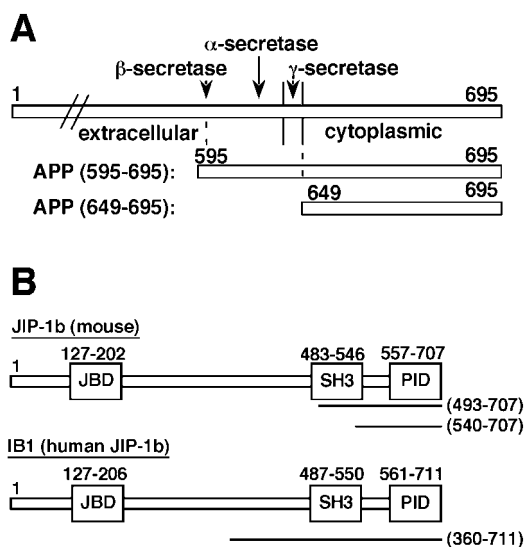 A
α-secretase
β-secretase γ-secretase
1 695
extracellular cytoplasmic
595 695
APP (595-695):
649 695
APP (649-695):
B
JIP-1b (mouse)
127-202 483-546 557-707
1
JBD SH3 PID
(493-707)
(540-707)
IB1 (human JIP-1b)
127-206 487-550 561-711
1
JBD SH3 PID
(360-711)